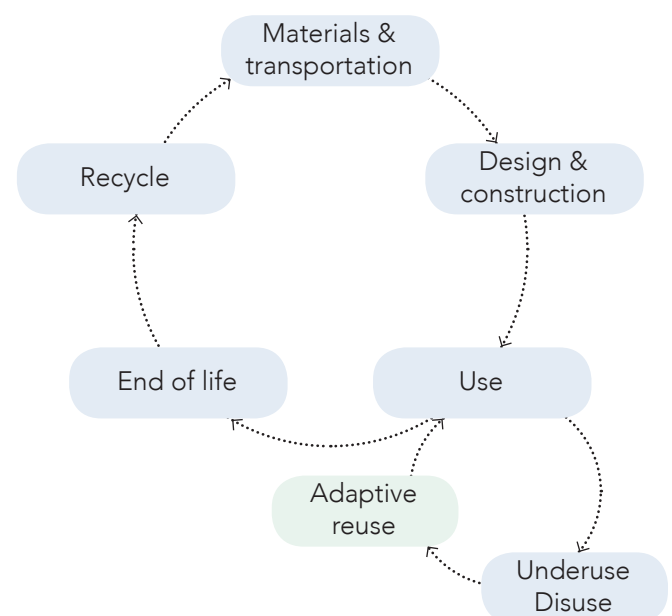 Materials &
transportation
Design &
construction
Recycle
End of life
Use
Adaptive
reuse
Underuse
Disuse